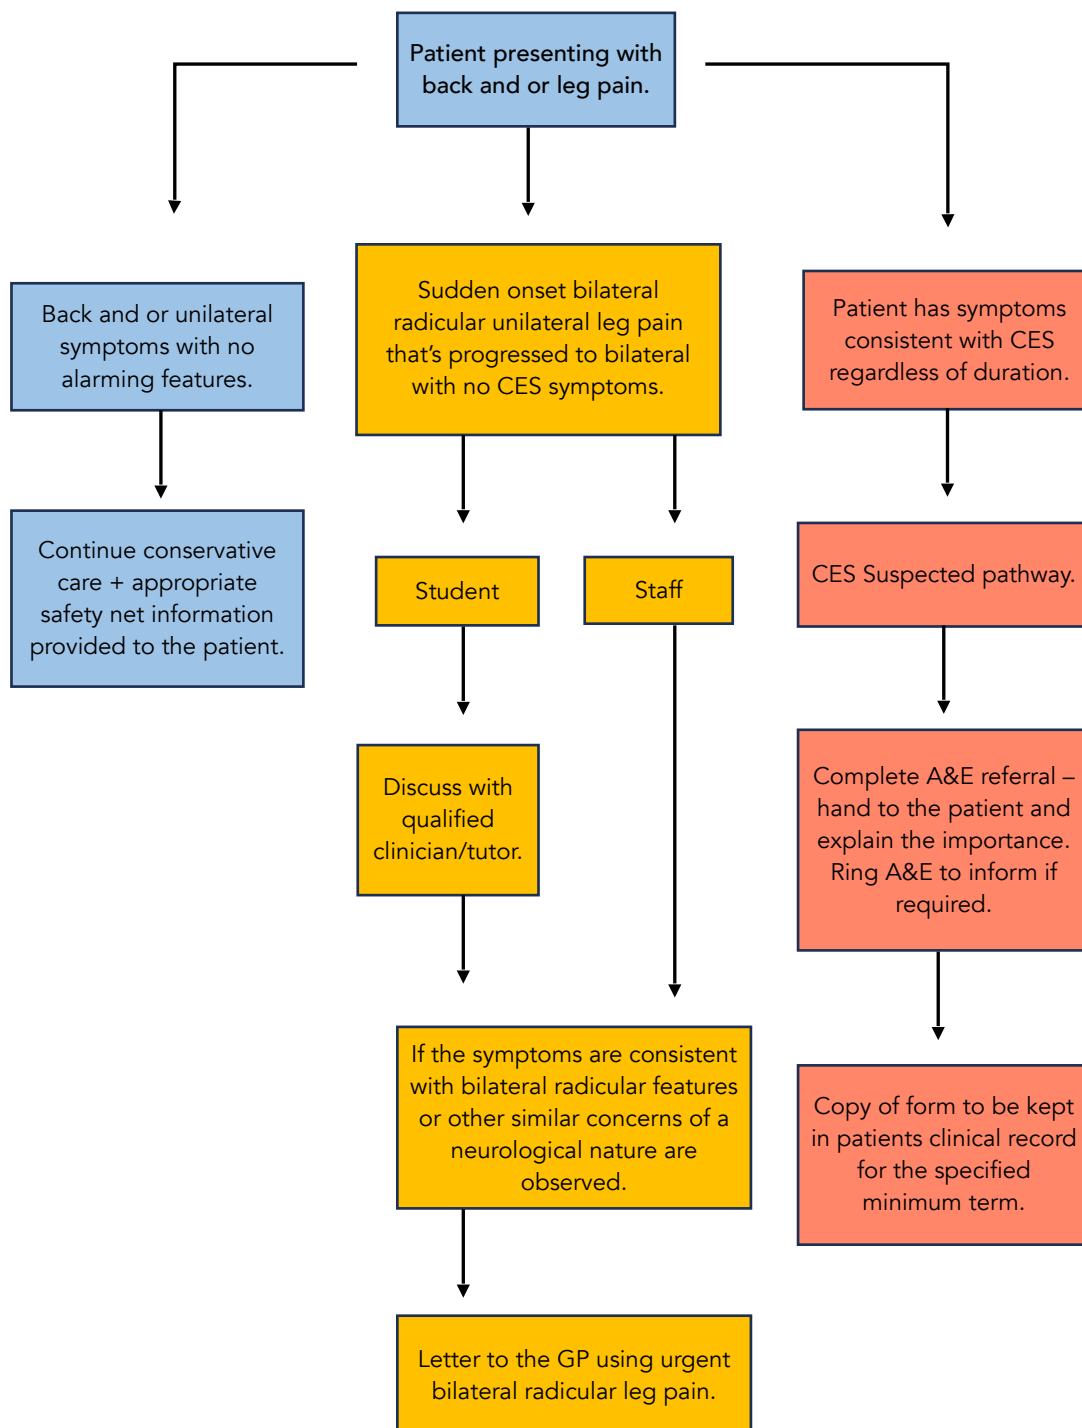 Patient presenting with
back and or leg pain.
Back and or unilateral
symptoms with no
alarming features.
Continue conservative
care + appropriate
safety net information
provided to the patient.
Sudden onset bilateral
radicular unilateral leg pain
that's progressed to bilateral
with no CES symptoms.
Student
Staff
Discuss with
qualified
clinician/tutor.
If the symptoms are consistent
with bilateral radicular features
or other similar concerns of a
neurological nature are
observed.
Letter to the GP using urgent
bilateral radicular leg pain.
Patient has symptoms
consistent with CES
regardless of duration.
CES Suspected pathway.
Complete A&E referral –
hand to the patient and
explain the importance.
Ring A&E to inform if
required.
Copy of form to be kept
in patients clinical record
for the specified
minimum term.